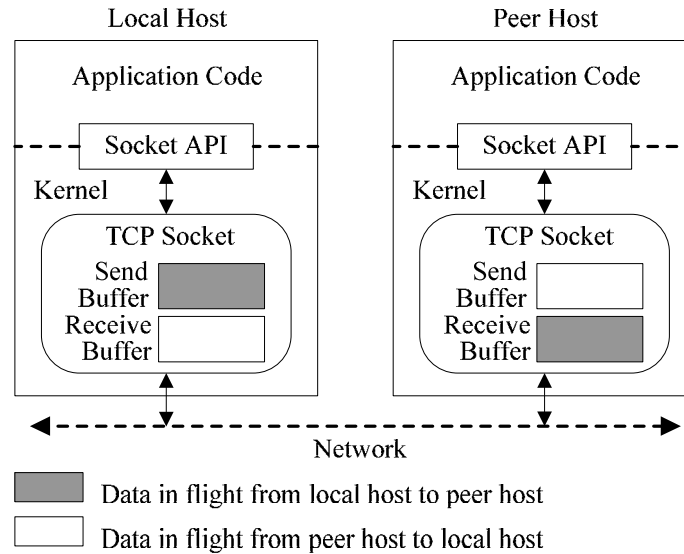 Local Host
Peer Host
Application Code
Application Code
Socket API
Socket API
Kernel
Kernel
TCP Socket
TCP Socket
Send
Buffer
Send
Buffer
Receive
Buffer
Receive
Buffer
Network
Data in flight from local host to peer host
Data in flight from peer host to local host